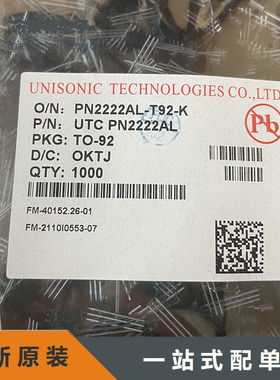 UNISONIC TECHNOLOGIES CO.,LTD
O/N: PN2222AL-T92-K
P/N: UTC PN2222AL
PKG: TO-92
D/C: OKTJ
QTY: 1000
Pb
FM-40152.26-01
FM-2110I0553-07
新原装
一站式配单